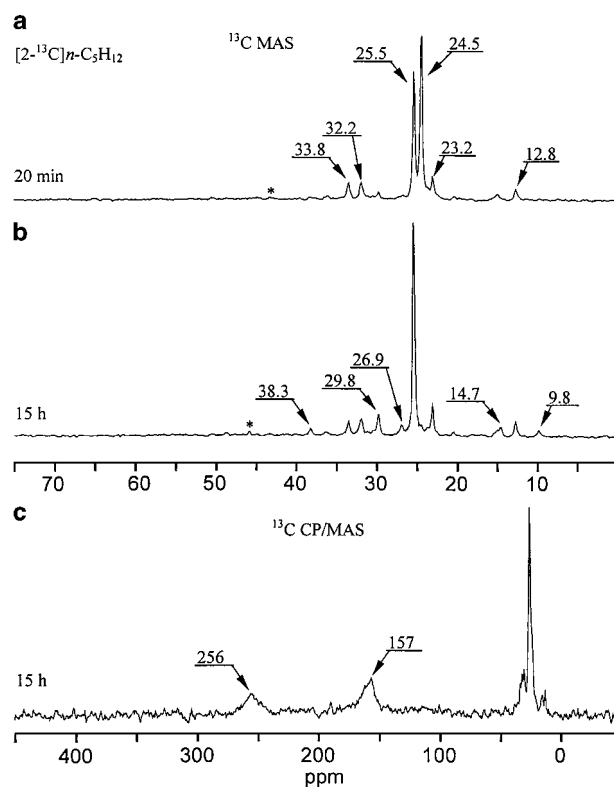 a
[2-¹³C]n-C₅H₁₂
¹³C MAS
25.5
24.5
33.8
32.2
23.2
12.8
20 min
*
b
38.3
29.8
26.9
14.7
9.8
15 h
*
70 60 50 40 30 20 10
c
¹³C CP/MAS
256
157
15 h
400 300 200 100 0
ppm